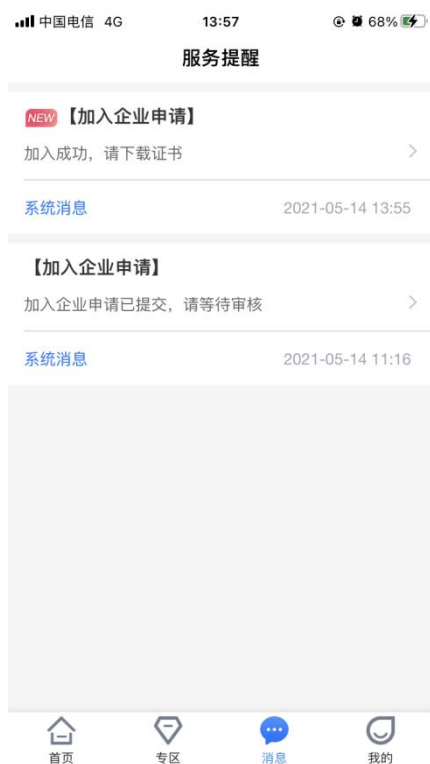 中国电信 4G 13:57 68%
服务提醒
NEW 【加入企业申请】
加入成功，请下载证书
系统消息 2021-05-14 13:55
【加入企业申请】
加入企业申请已提交，请等待审核
系统消息 2021-05-14 11:16
首页 专区 消息 我的